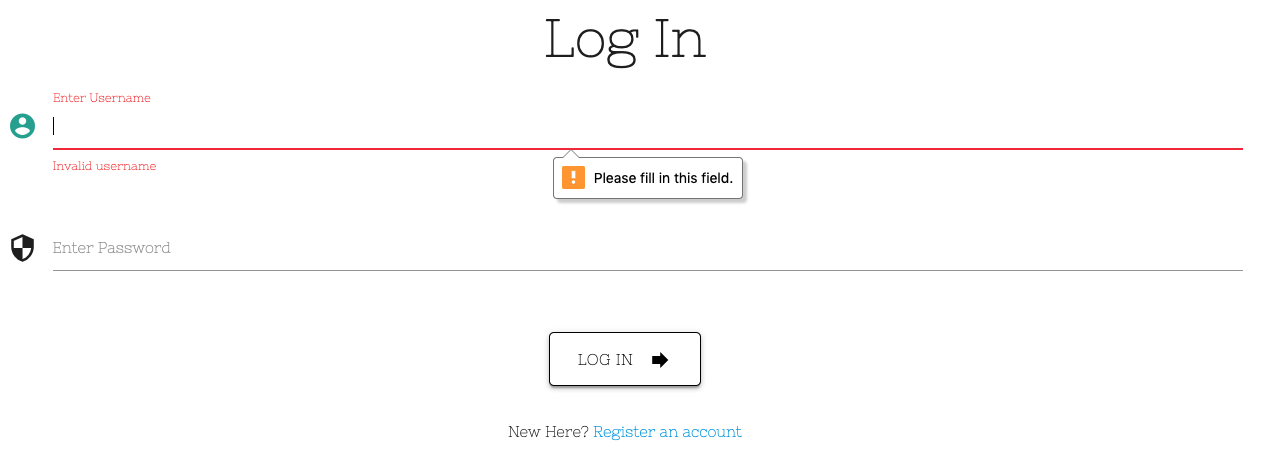 Log In
Enter Username
Invalid username
Please fill in this field.
Enter Password
LOG IN
New Here? Register an account